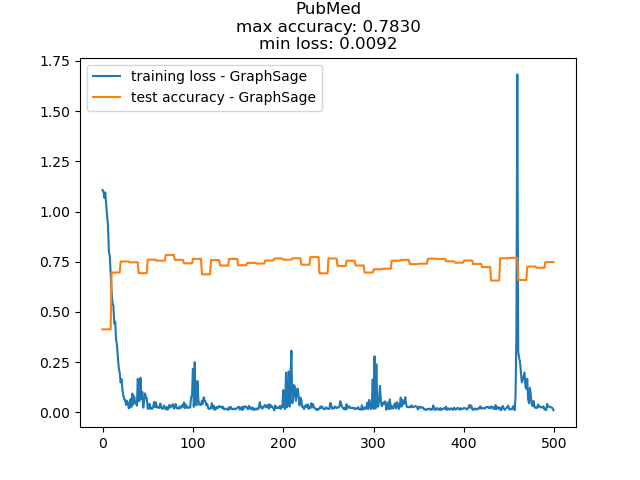 PubMed
max accuracy: 0.7830
min loss: 0.0092
1.75
1.50
1.25
1.00
0.75
0.50
0.25
0.00
training loss - GraphSage
test accuracy - GraphSage
0
100
200
300
400
500